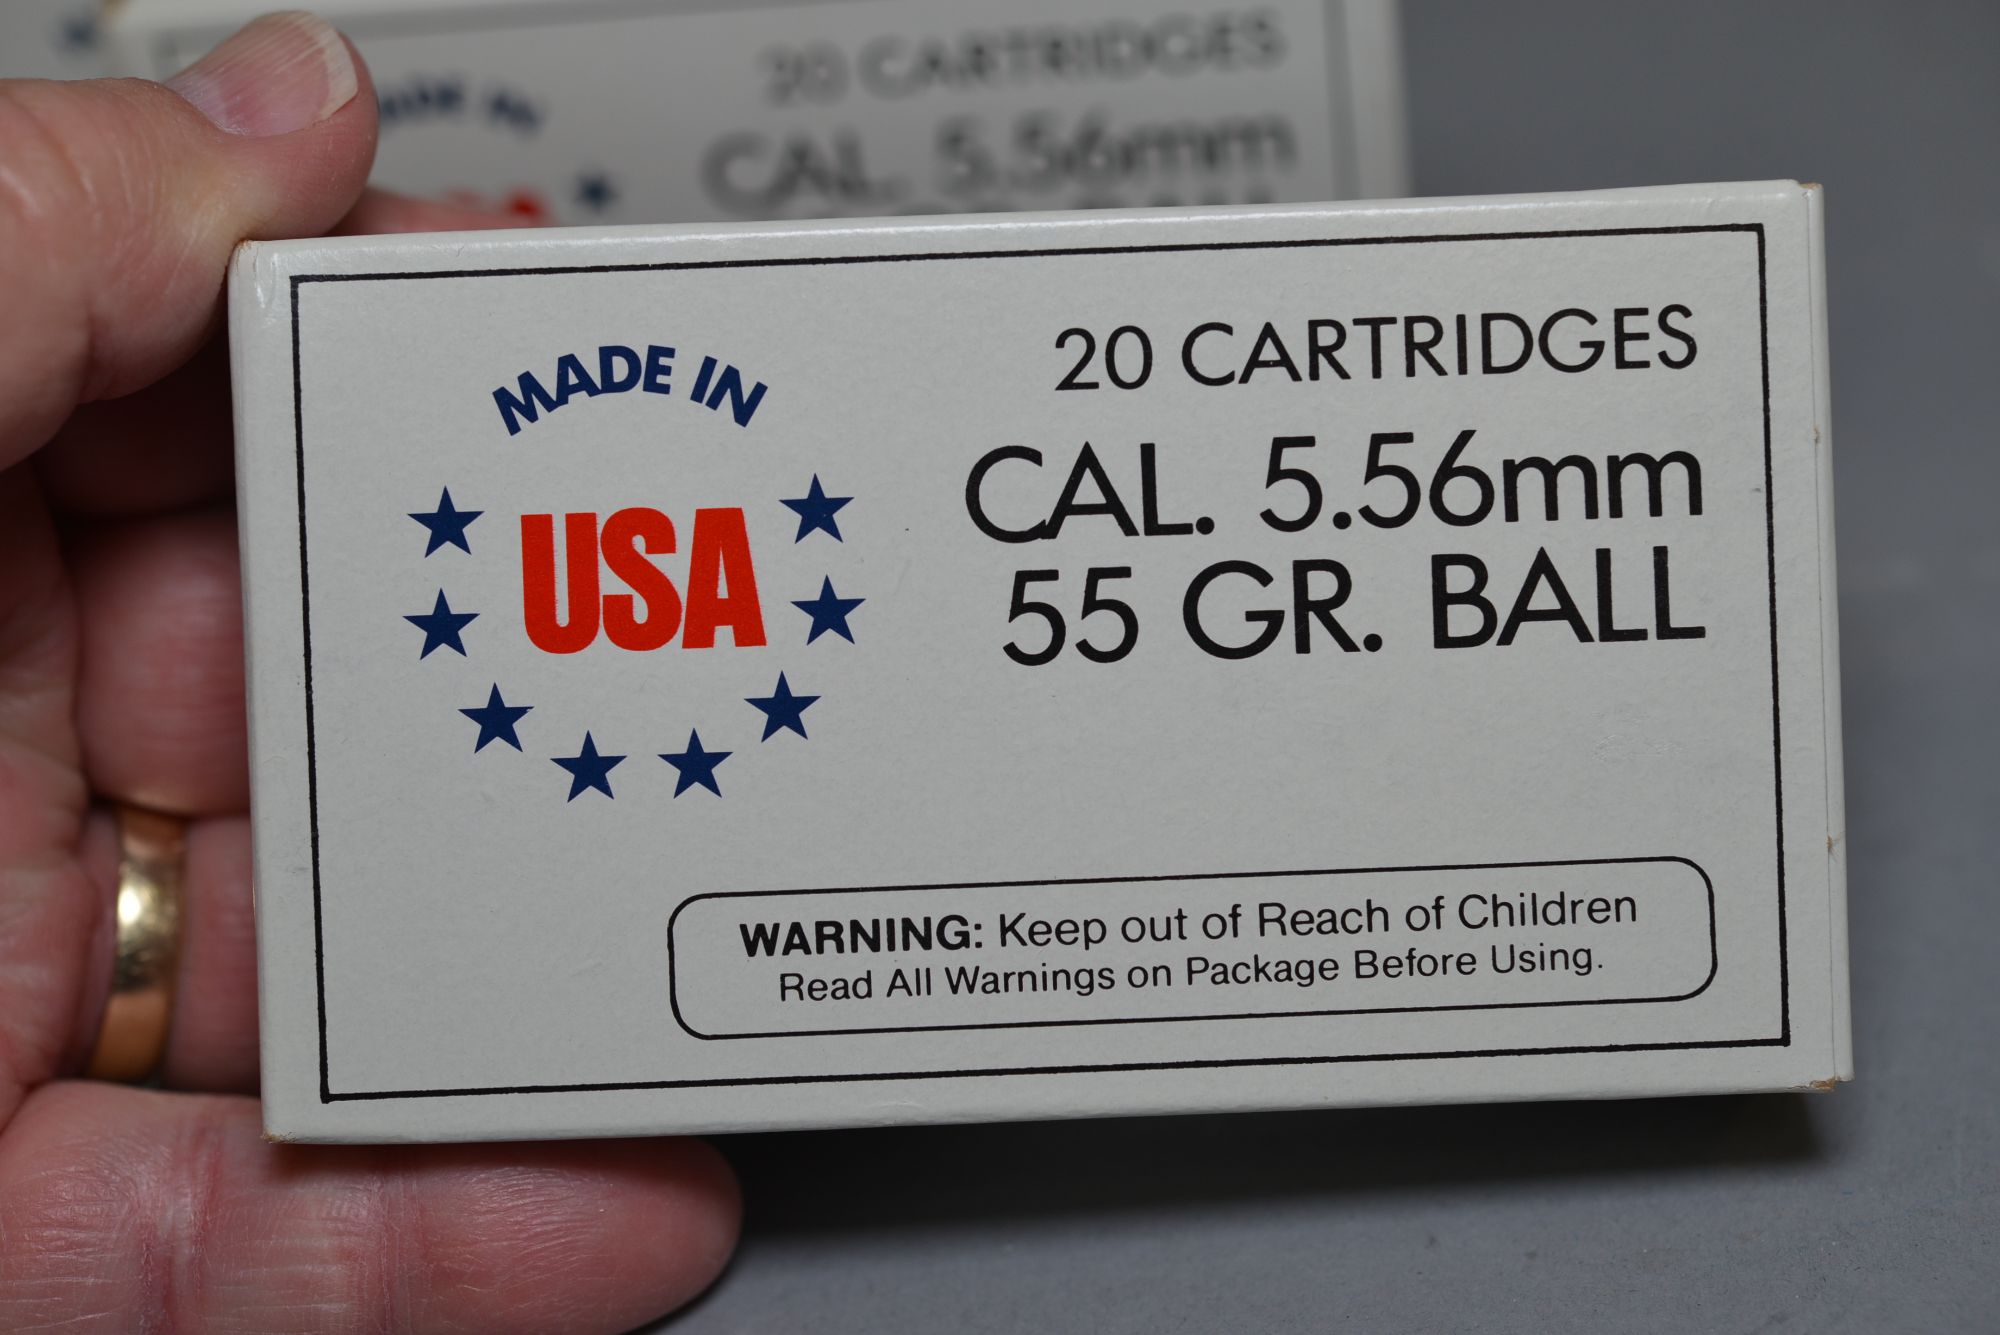 20 CARTRIDGES
CAL. 5.56mm
MADE IN
USA
20 CARTRIDGES
CAL. 5.56mm
55 GR. BALL
WARNING: Keep out of Reach of Children
Read All Warnings on Package Before Using.